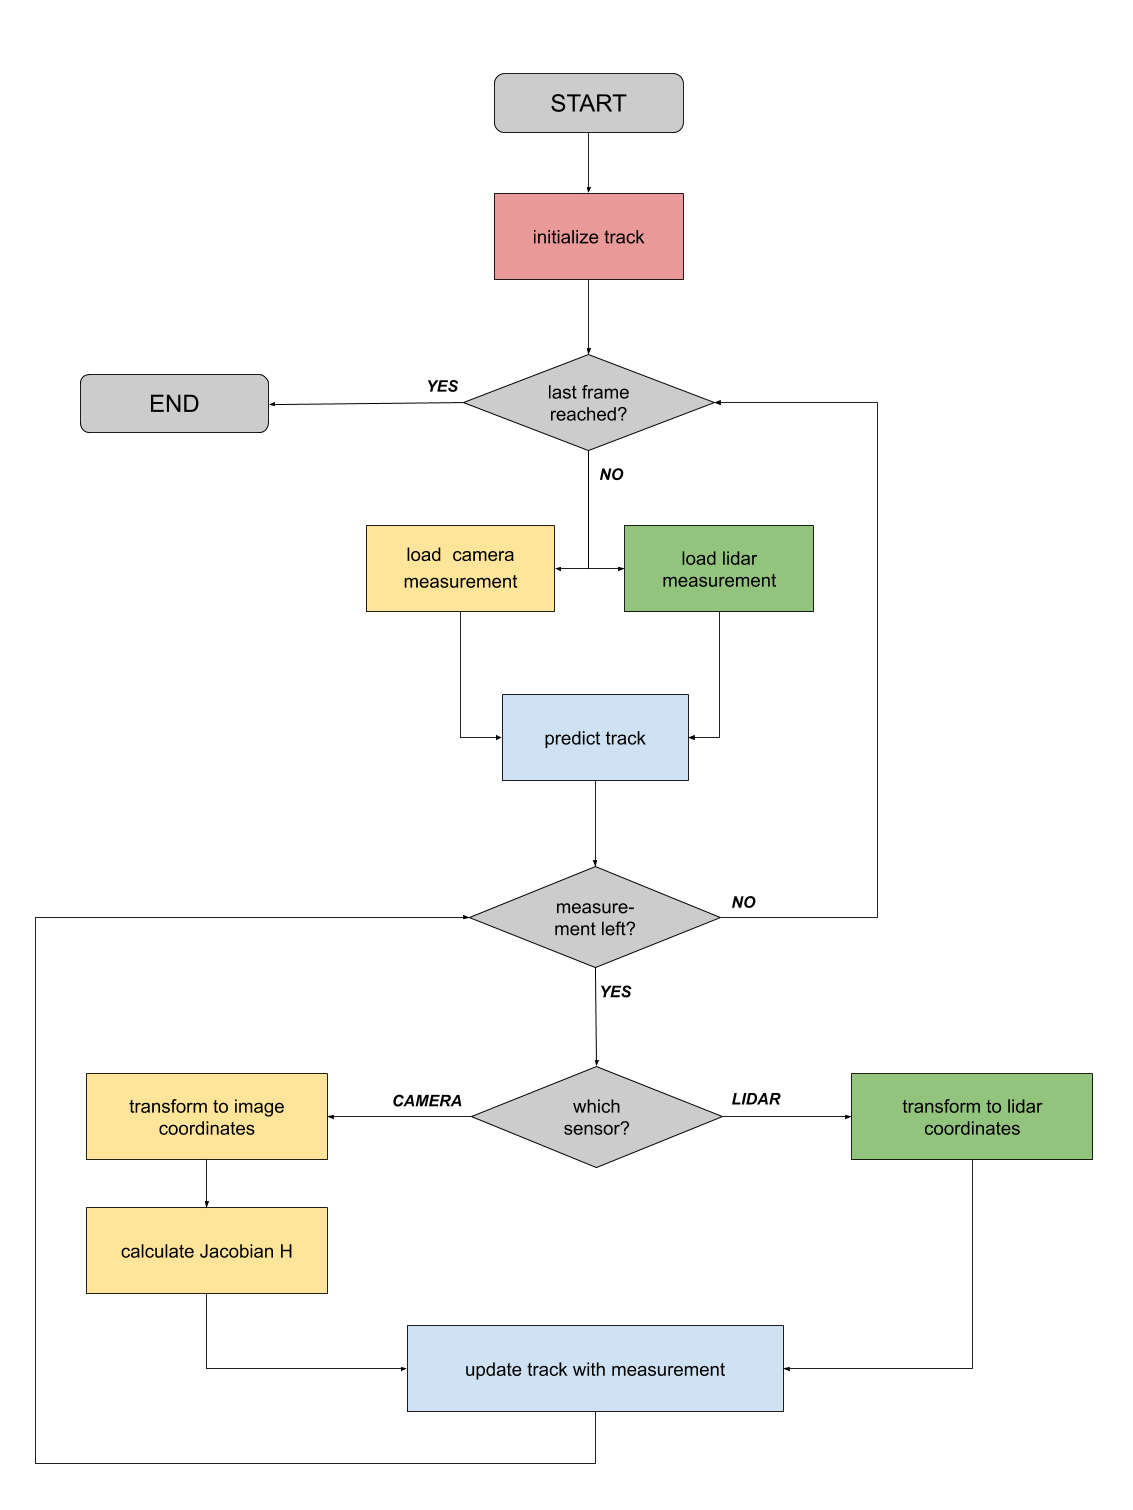 START
initialize track
YES
END
last frame
reached?
NO
load camera
measurement
load lidar
measurement
predict track
measure-
ment left?
NO
YES
CAMERA
which
sensor?
LIDAR
transform to image
coordinates
transform to lidar
coordinates
calculate Jacobian H
update track with measurement